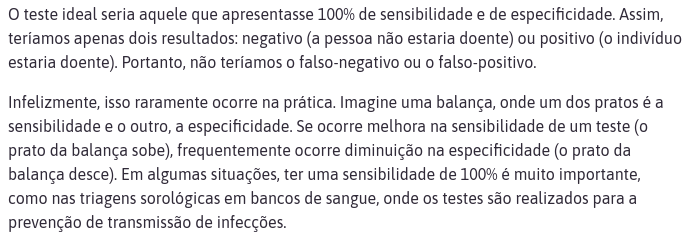 O teste ideal seria aquele que apresentasse 100% de sensibilidade e de especificidade. Assim,
teríamos apenas dois resultados: negativo (a pessoa não estaria doente) ou positivo (o indivíduo
estaria doente). Portanto, não teríamos o falso-negativo ou o falso-positivo.
Infelizmente, isso raramente ocorre na prática. Imagine uma balança, onde um dos pratos é a
sensibilidade e o outro, a especificidade. Se ocorre melhora na sensibilidade de um teste (o
prato da balança sobe), frequentemente ocorre diminuição na especificidade (o prato da
balança desce). Em algumas situações, ter uma sensibilidade de 100% é muito importante,
como nas triagens sorológicas em bancos de sangue, onde os testes são realizados para a
prevenção de transmissão de infecções.